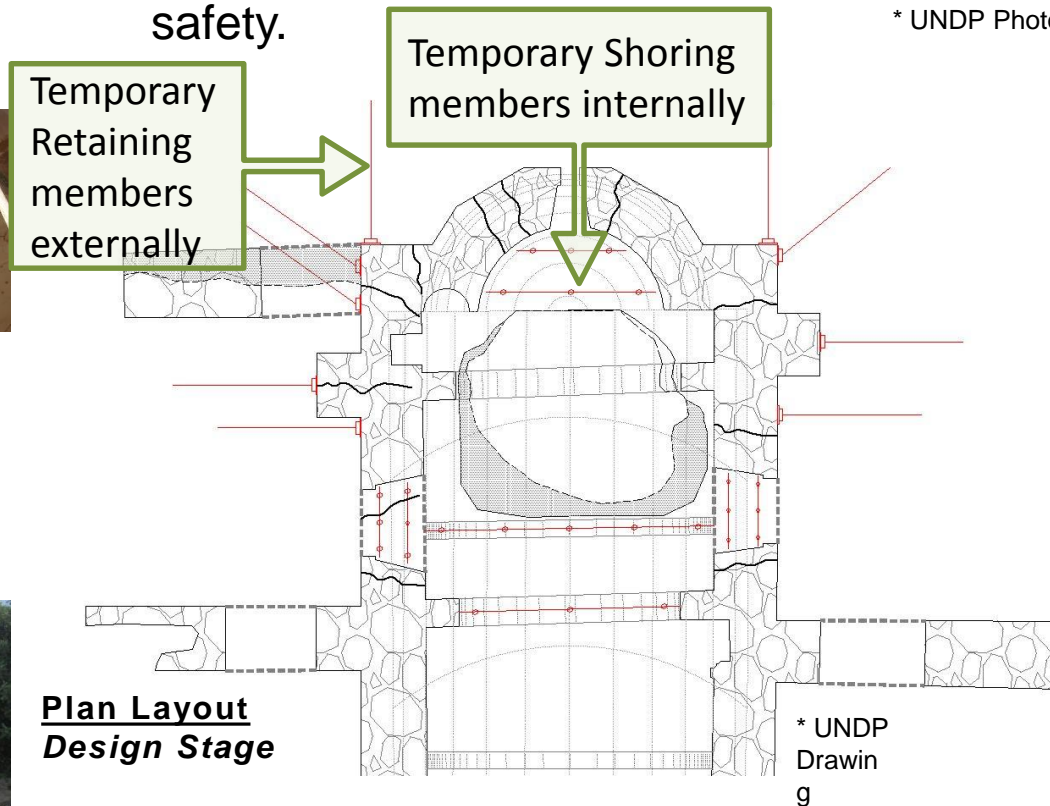 safety.
* UNDP Phot
Temporary
Retaining
members
externally
Temporary Shoring
members internally
Plan Layout
Design Stage
* UNDP
Drawin
g